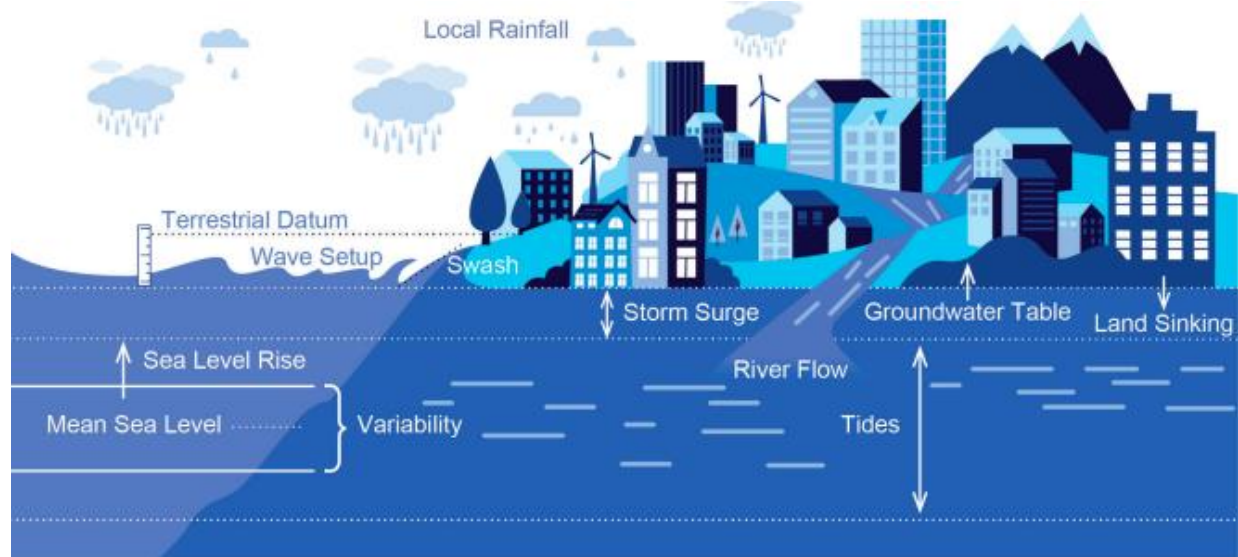 Local Rainfall
Terrestrial Datum
Wave Setup
Swash
Storm Surge
Groundwater Table
Land Sinking
Sea Level Rise
River Flow
Mean Sea Level
Variability
Tides